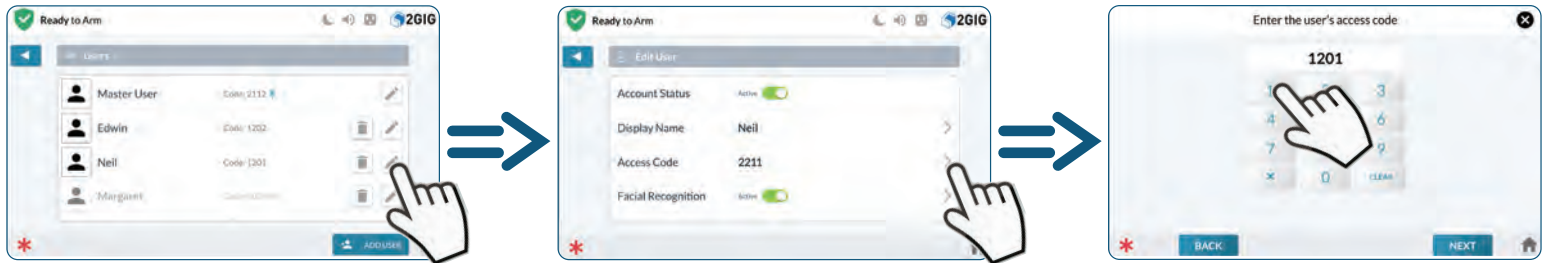 Ready to Arm
2GIG
Users
Master User
Code: 2112
Edwin
Code: 1202
Neil
Code: 1201
Margaret
ADD USER
Ready to Arm
2GIG
Edit User
Account Status
Active
Display Name
Neil
Access Code
2211
Facial Recognition
Active
Enter the user's access code
1201
1
3
4
6
7
9
×
0
CLEAR
BACK
NEXT